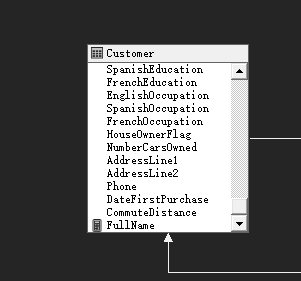 Customer
SpanishEducation
FrenchEducation
EnglishOccupation
SpanishOccupation
FrenchOccupation
HouseOwnerFlag
NumberCarsOwned
AddressLine1
AddressLine2
Phone
DateFirstPurchase
CommuteDistance
FullName